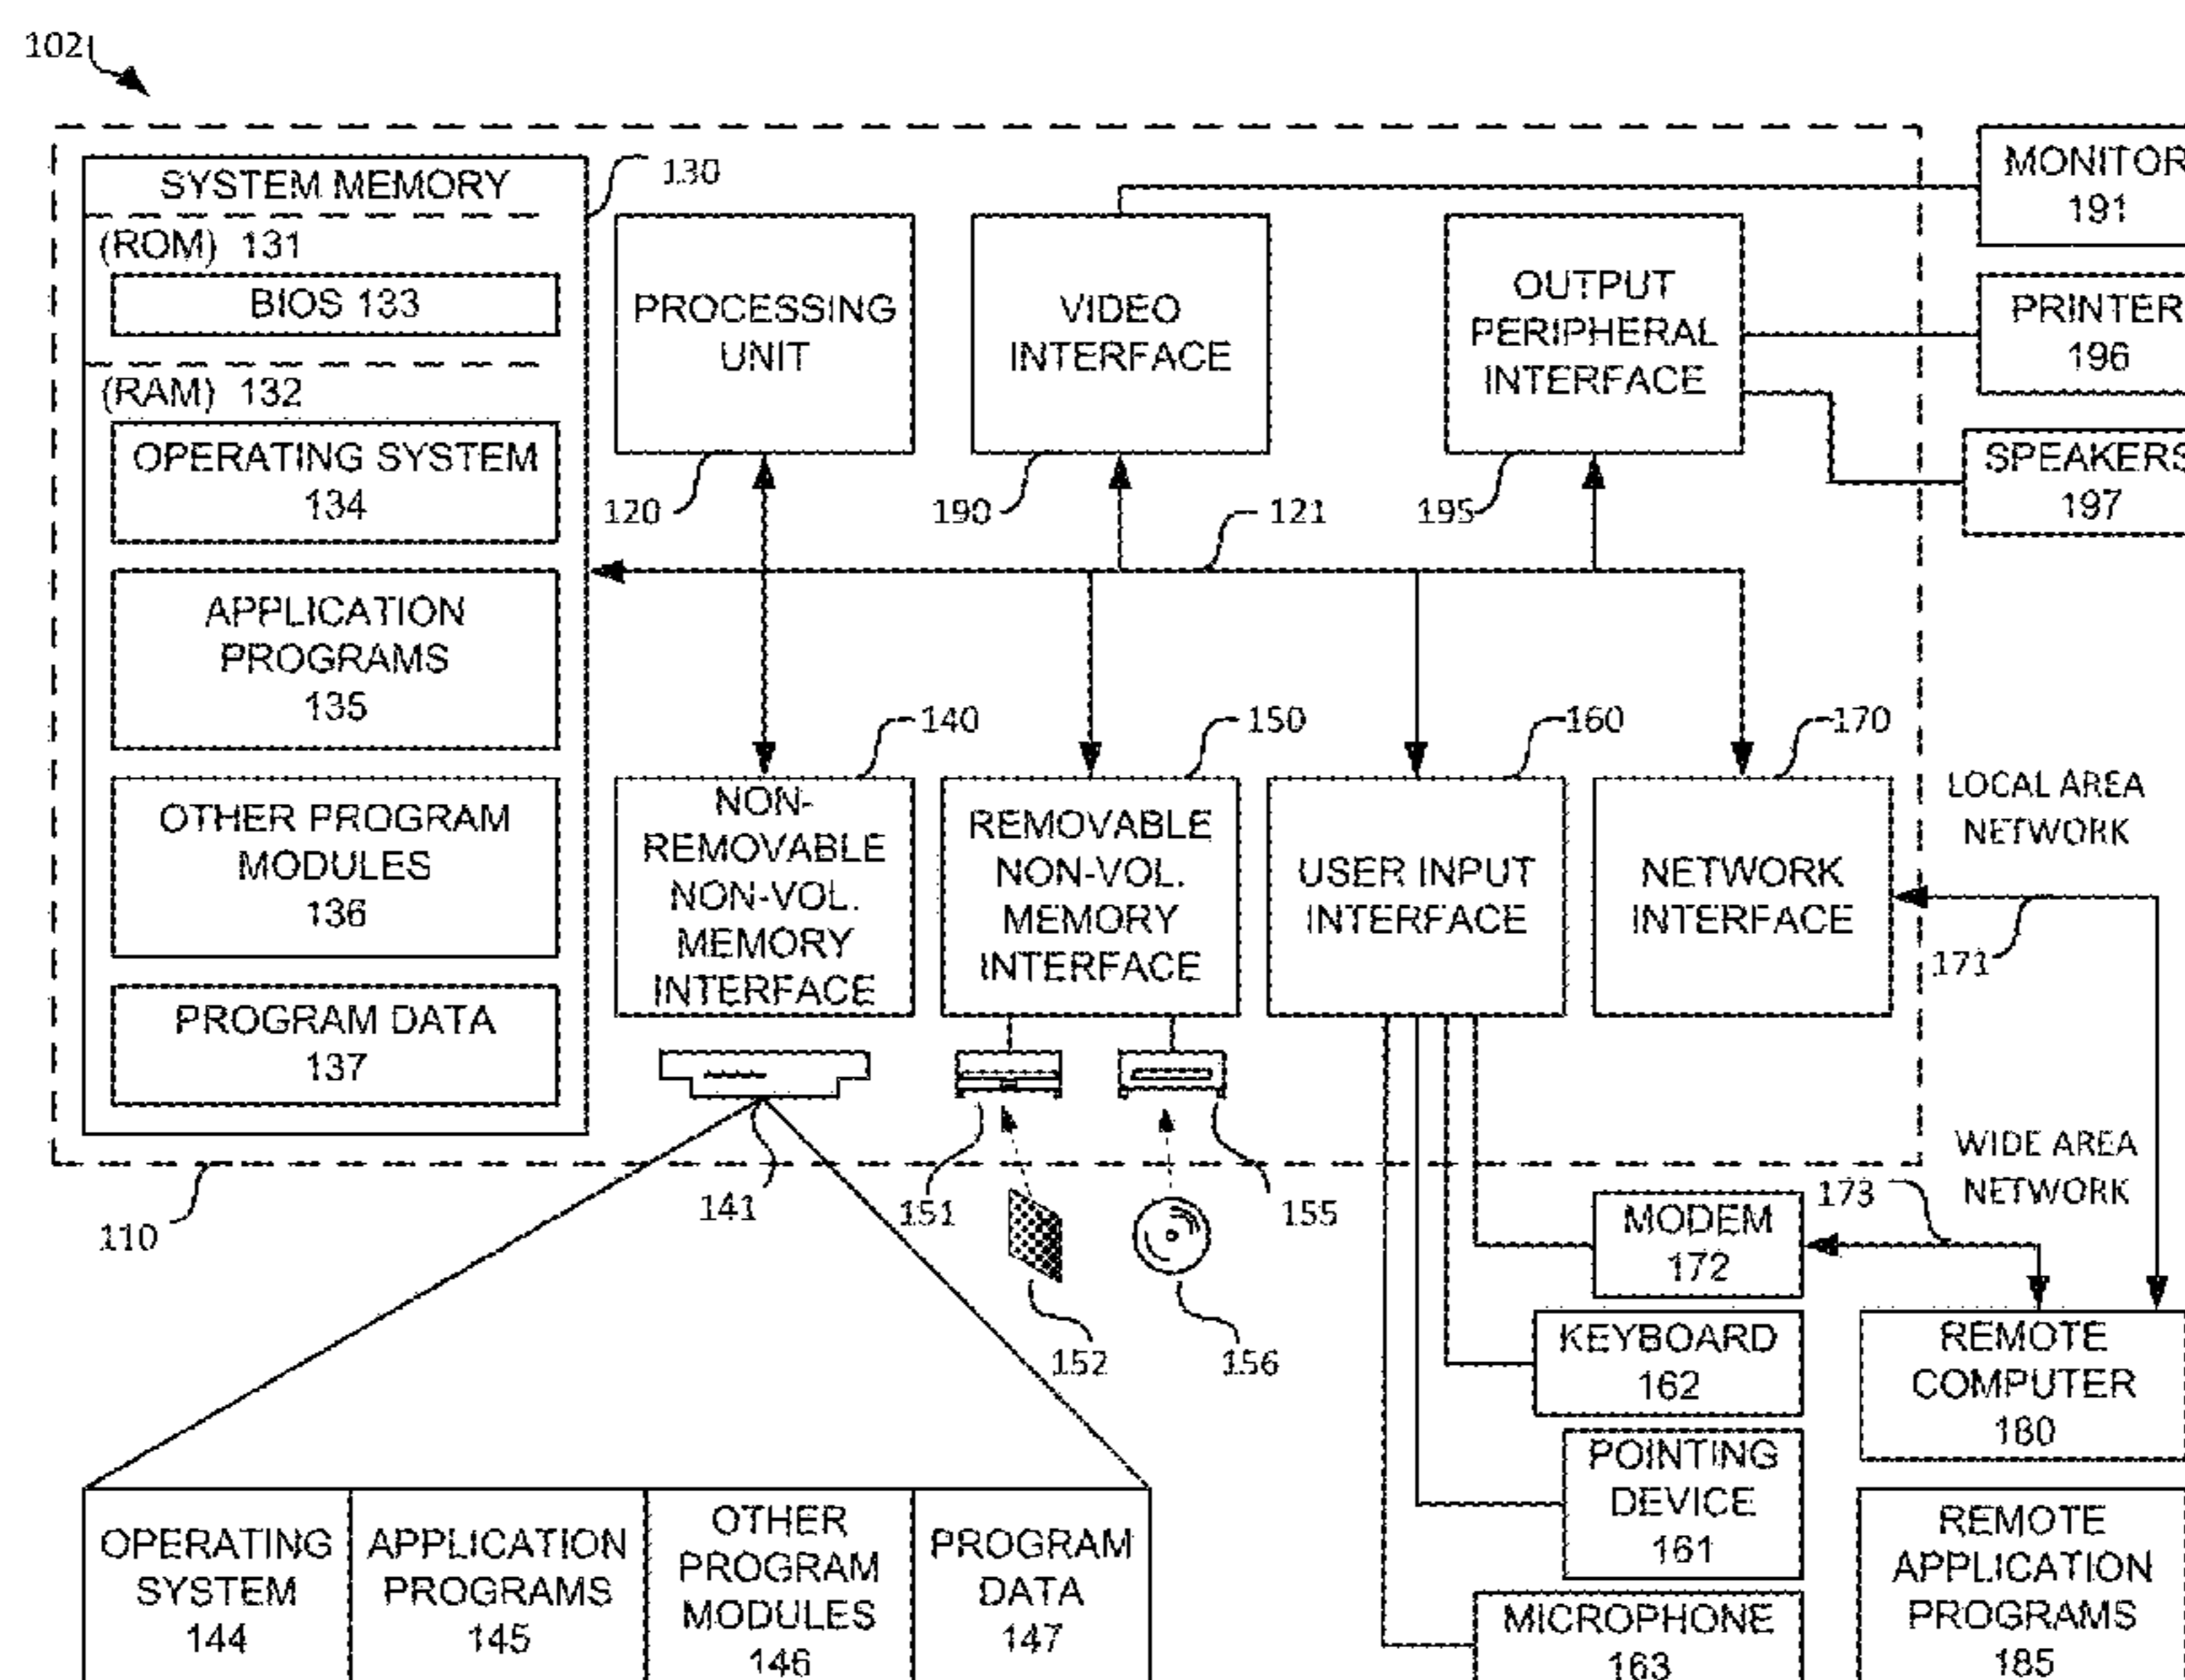 102
SYSTEM MEMORY
130
(ROM) 131
BIOS 133
(RAM) 132
OPERATING SYSTEM
134
APPLICATION
PROGRAMS
135
OTHER PROGRAM
MODULES
136
PROGRAM DATA
137
110
PROCESSING
UNIT
120
VIDEO
INTERFACE
190
121
OUTPUT
PERIPHERAL
INTERFACE
195
MONITOR
191
PRINTER
196
SPEAKERS
197
140
NON-
REMOVABLE
NON-VOL.
MEMORY
INTERFACE
150
REMOVABLE
NON-VOL.
MEMORY
INTERFACE
160
USER INPUT
INTERFACE
170
NETWORK
INTERFACE
LOCAL AREA
NETWORK
171
141
151
155
152
156
WIDE AREA
NETWORK
173
MODEM
172
KEYBOARD
162
POINTING
DEVICE
161
MICROPHONE
163
REMOTE
COMPUTER
180
REMOTE
APPLICATION
PROGRAMS
185
OPERATING
SYSTEM
144
APPLICATION
PROGRAMS
145
OTHER
PROGRAM
MODULES
146
PROGRAM
DATA
147